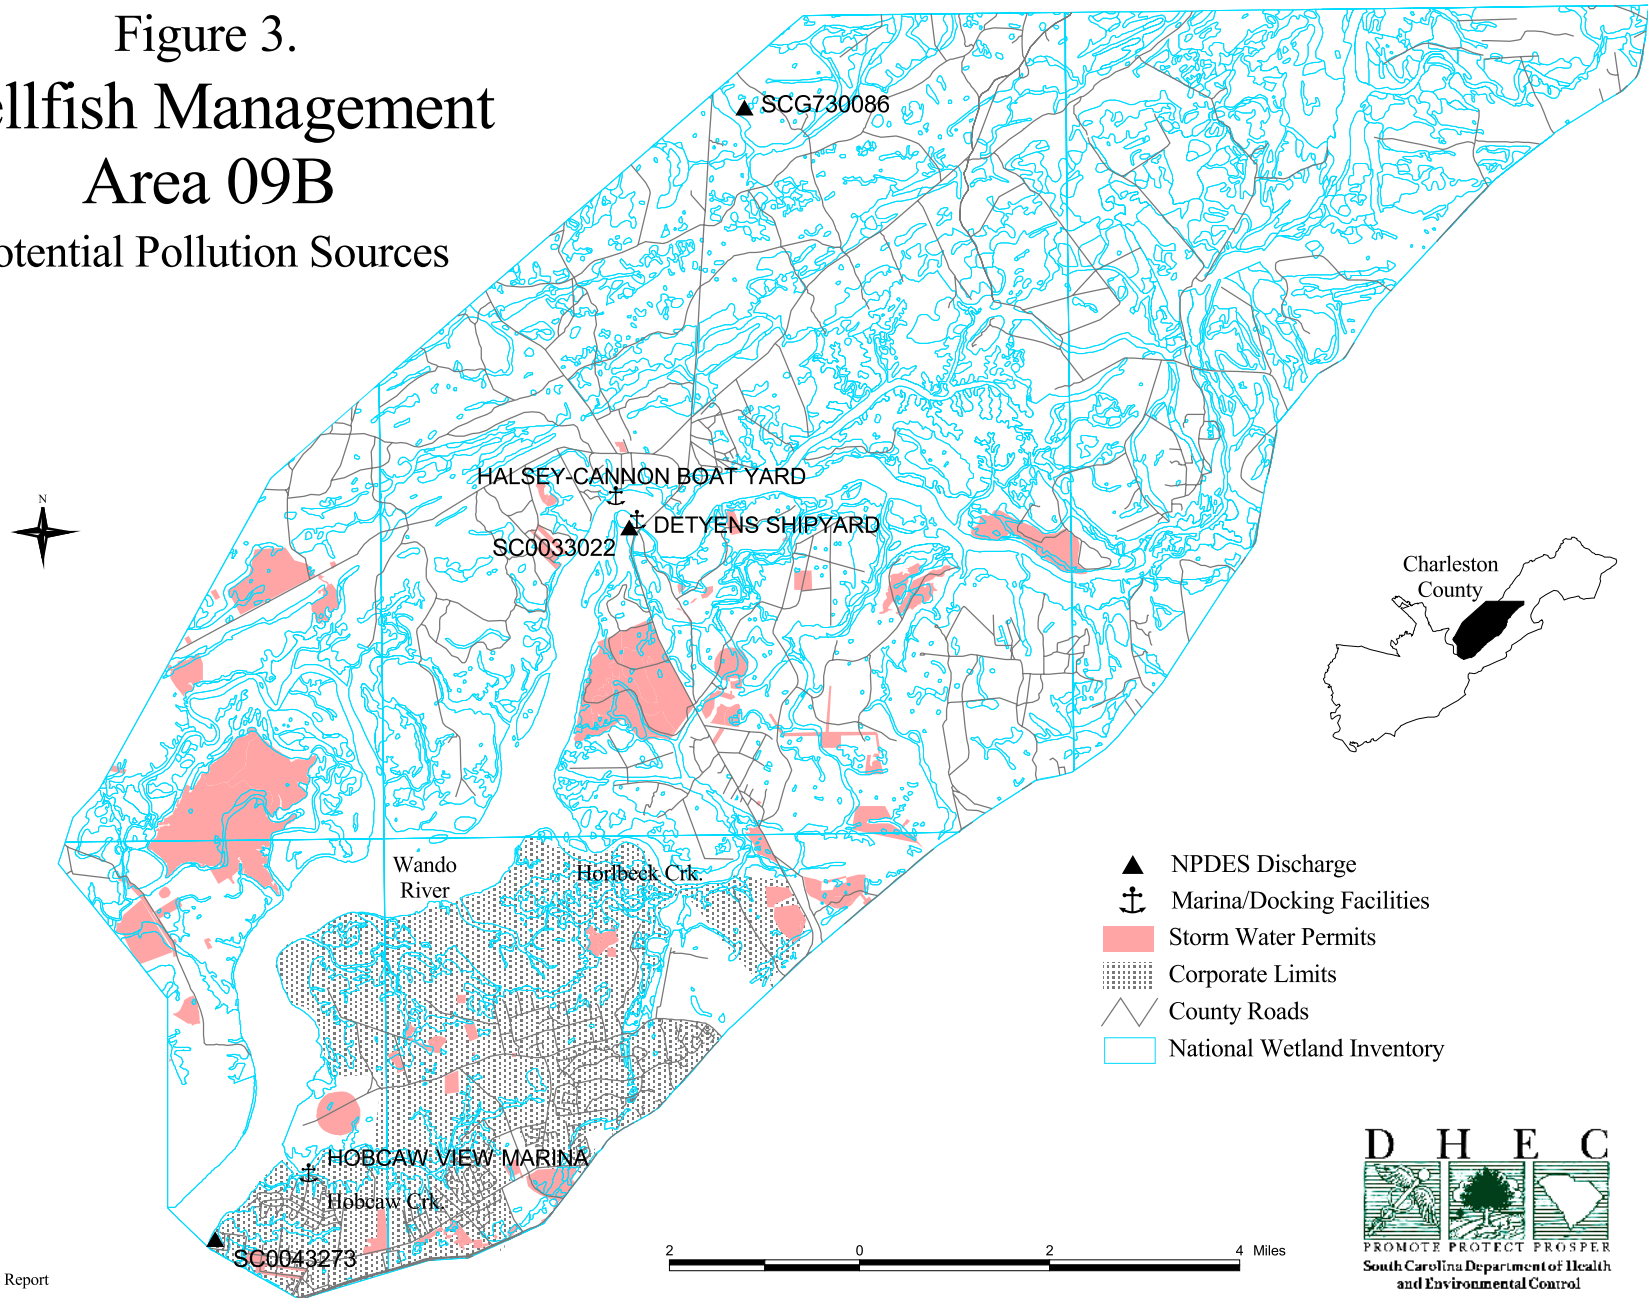 Figure 3.
ellfish Management
Area 09B
otential Pollution Sources
SCG730086
HALSEY-CANNON BOAT YARD
DETYENS SHIPYARD
SC0033022
N
Charleston
County
Wando
River
Horlbeck Crk.
NPDES Discharge
Marina/Docking Facilities
Storm Water Permits
Corporate Limits
County Roads
National Wetland Inventory
HOBCAW VIEW MARINA
Hobcaw Crk.
SC0043273
2 0 2 4 Miles
D H E C
PROMOTE PROTECT PROSPER
South Carolina Department of Health
and Environmental Control
Report